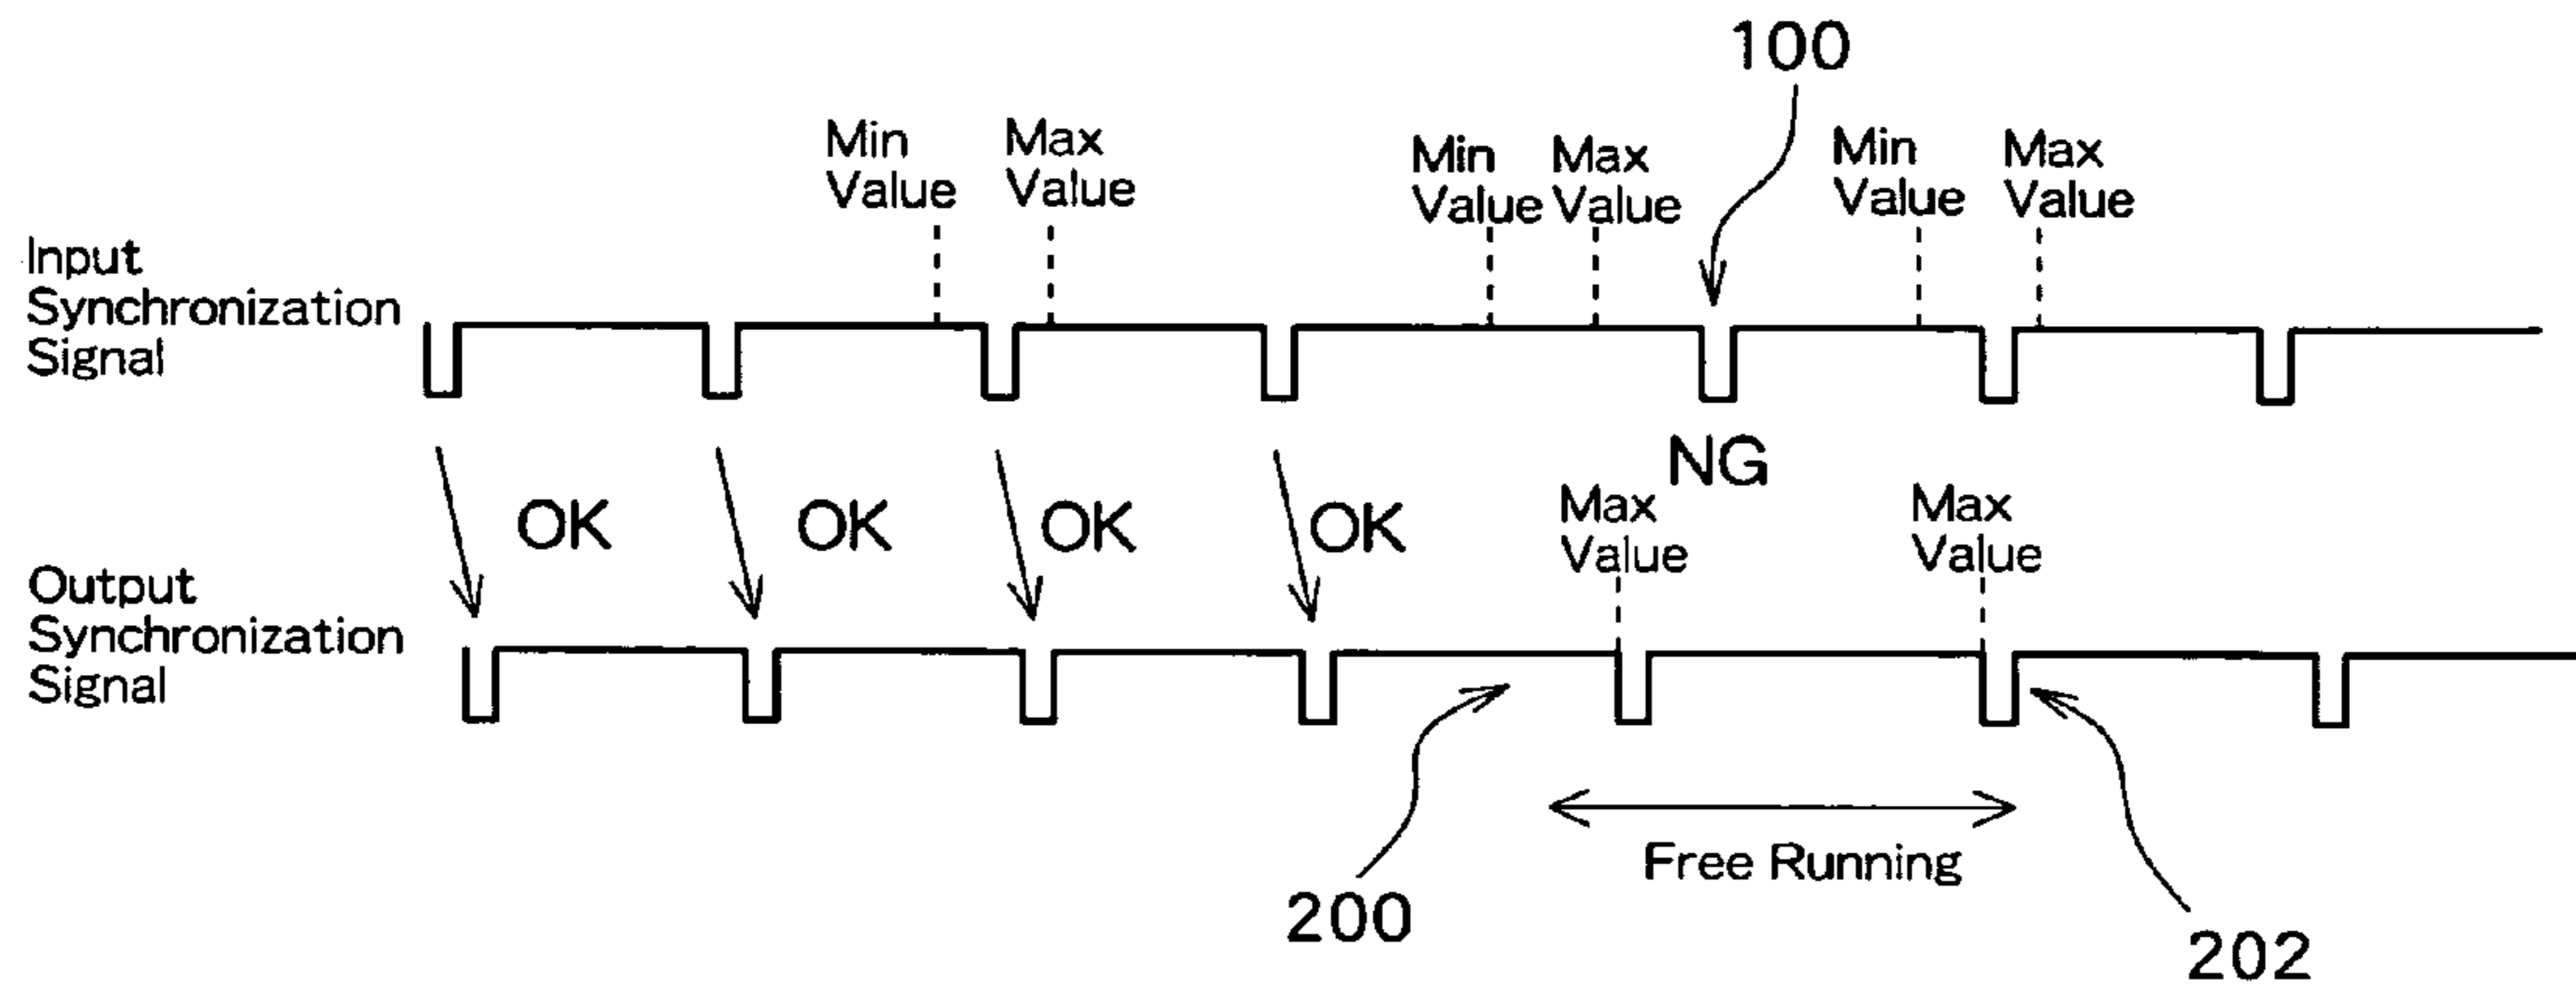 100
Min
Value
Max
Value
Min
Value
Max
Value
Min
Value
Max
Value
Input
Synchronization
Signal
NG
OK
OK
OK
OK
Max
Value
Max
Value
Output
Synchronization
Signal
Free Running
200
202